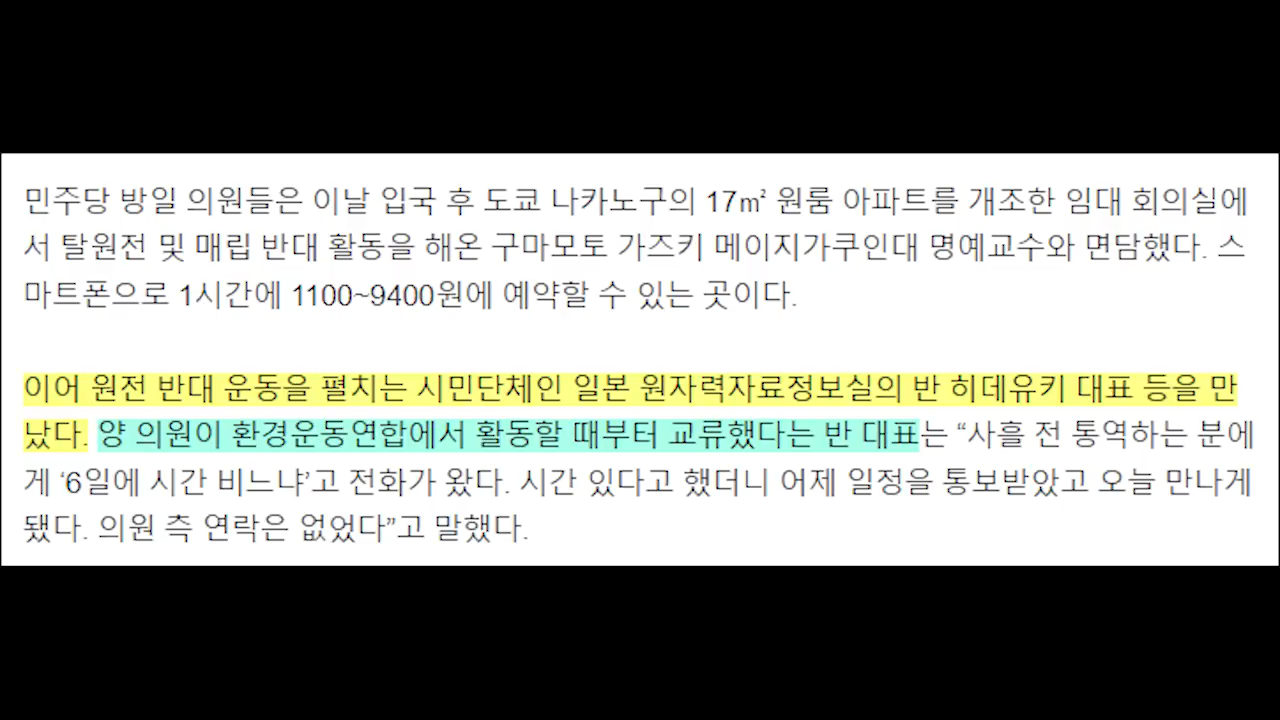 민주당 방일 의원들은 이날 입국 후 도쿄 나카노구의 17㎡ 원룸 아파트를 개조한 임대 회의실에
서 탈원전 및 매립 반대 활동을 해온 구마모토 가즈키 메이지가쿠인대 명예교수와 면담했다. 스
마트폰으로 1시간에 1100~9400원에 예약할 수 있는 곳이다.
이어 원전 반대 운동을 펼치는 시민단체인 일본 원자력자료정보실의 반 히데유키 대표 등을 만
났다. 양 의원이 환경운동연합에서 활동할 때부터 교류했다는 반 대표는 “사흘 전 통역하는 분에
게 ‘6일에 시간 비느냐’고 전화가 왔다. 시간 있다고 했더니 어제 일정을 통보받았고 오늘 만나게
됐다. 의원 측 연락은 없었다”고 말했다.